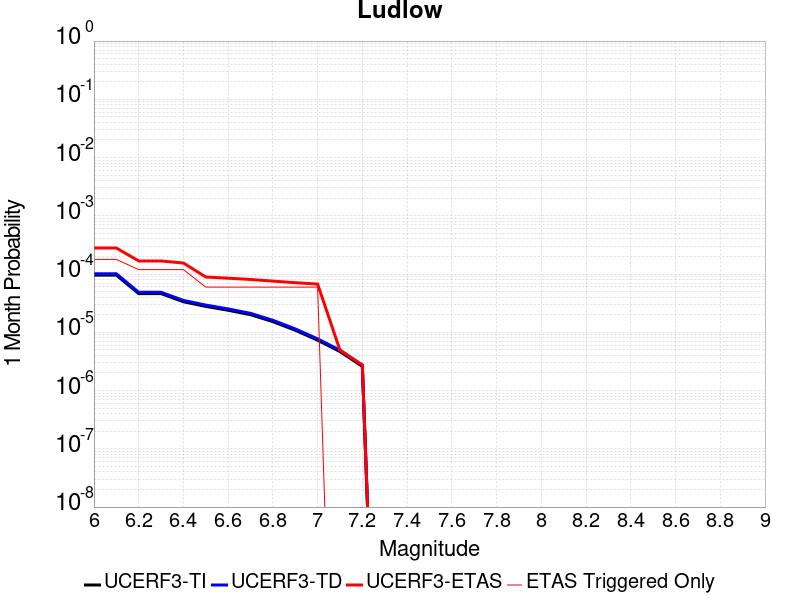 Ludlow
10^0
10^-1
10^-2
10^-3
10^-4
10^-5
10^-6
10^-7
10^-8
1 Month Probability
6 6.2 6.4 6.6 6.8 7 7.2 7.4 7.6 7.8 8 8.2 8.4 8.6 8.8 9
Magnitude
UCERF3-TI UCERF3-TD UCERF3-ETAS ETAS Triggered Only